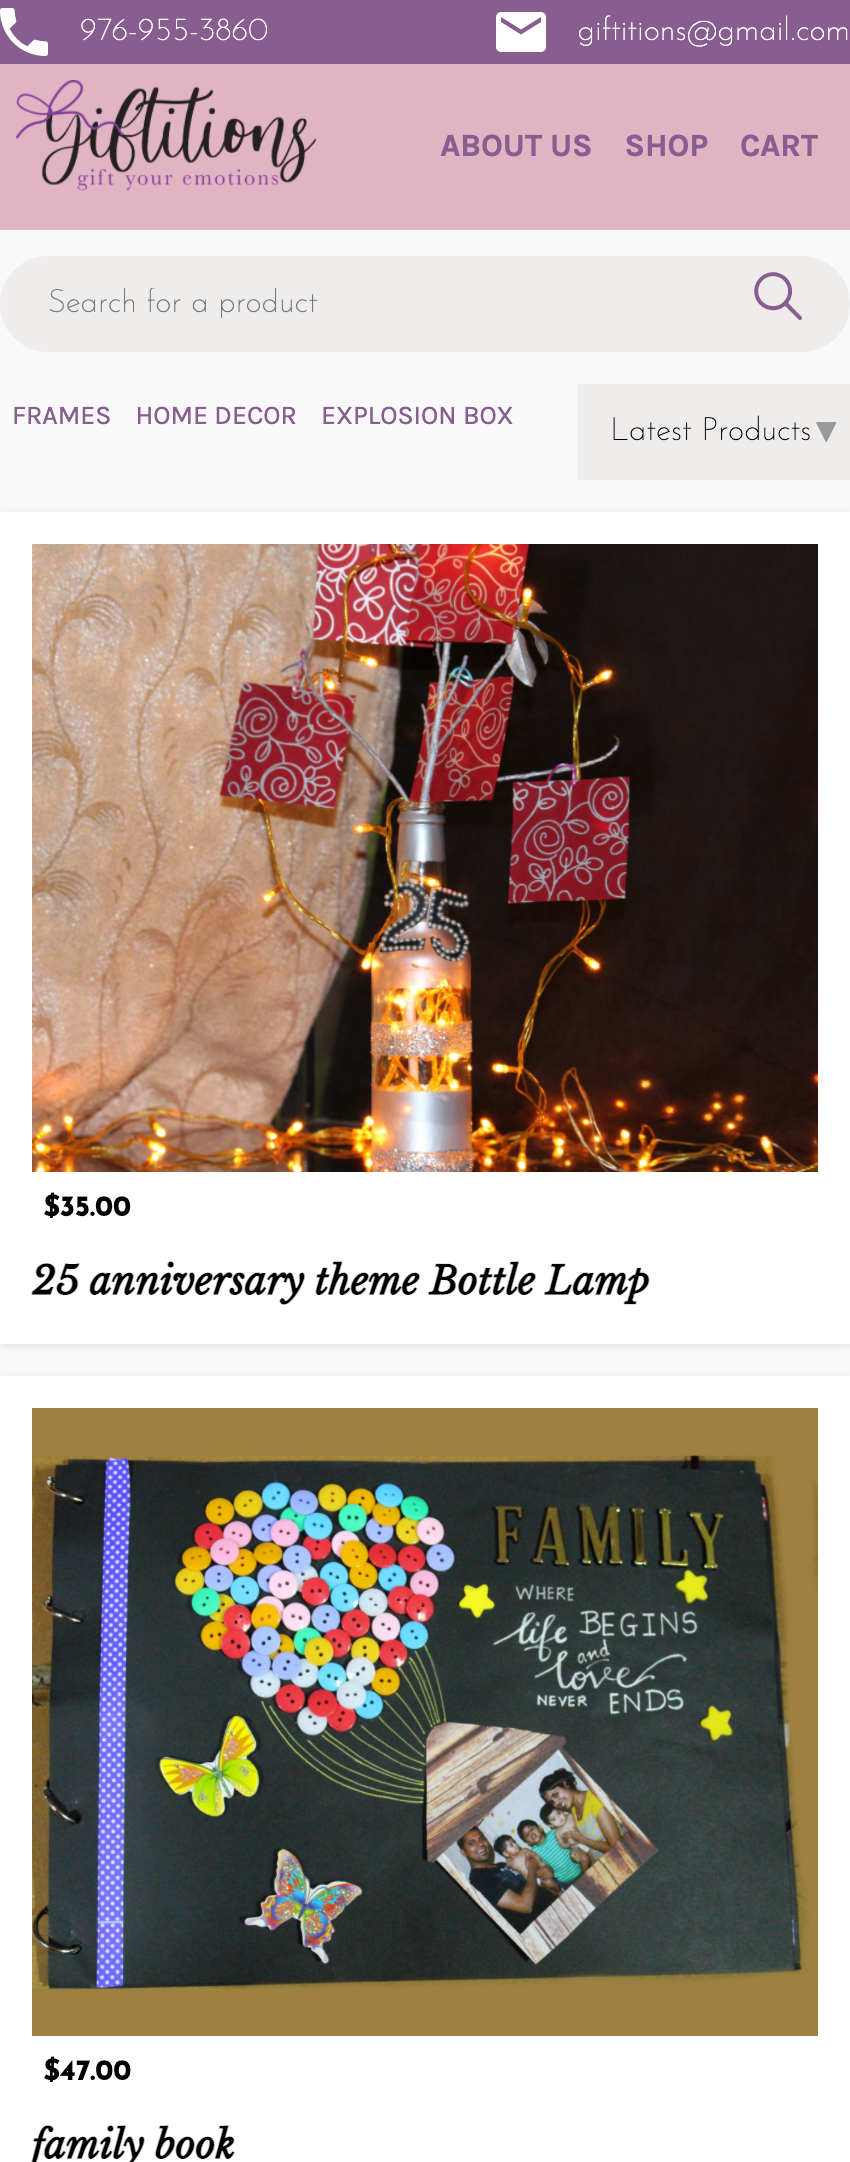 976-955-3860
giftitions@gmail.com
Giftitions
gift your emotions
ABOUT US SHOP CART
Search for a product
FRAMES HOME DECOR EXPLOSION BOX
Latest Products
25
$35.00
25 anniversary theme Bottle Lamp
FAMILY
WHERE
life BEGINS
and
love
NEVER ENDS
$47.00
family book